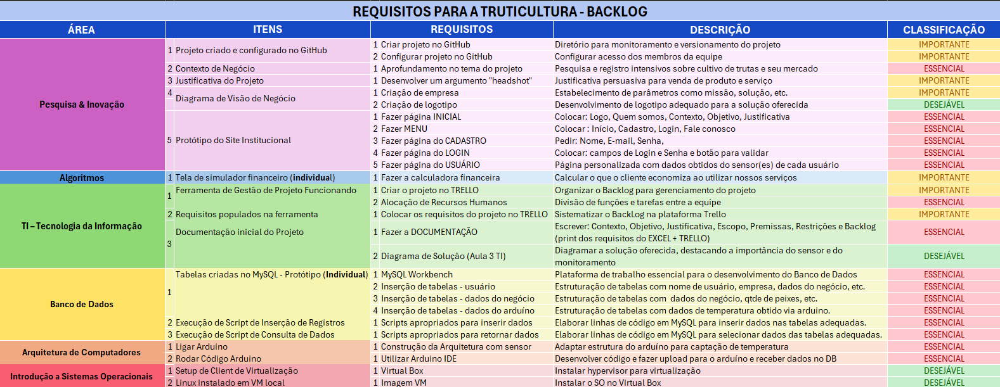 REQUISITOS PARA A TRUTICULTURA - BACKLOG
ÁREA ITENS REQUISITOS DESCRIÇÃO CLASSIFICAÇÃO
Pesquisa & Inovação
1 Projeto criado e configurado no GitHub
1 Criar projeto no GitHub Diretório para monitoramento e versionamento do projeto IMPORTANTE
2 Configurar projeto no GitHub Configurar acesso dos membros da equipe IMPORTANTE
2 Contexto de Negócio 1 Aprofundamento no tema do projeto Pesquisa e registro intensivos sobre cultivo de trutas e seu mercado ESSENCIAL
3 Justificativa do Projeto 1 Desenvolver um argumento "headshot" Justificativa persuasiva para venda de produto e serviço IMPORTANTE
4 Diagrama de Visão de Negócio
1 Criação de empresa Estabelecimento de parâmetros como missão, solução, etc. IMPORTANTE
2 Criação de logotipo Desenvolvimento de logotipo adequado para a solução oferecida DESEJÁVEL
5 Protótipo do Site Institucional
1 Fazer página INICIAL Colocar: Logo, Quem somos, Contexto, Objetivo, Justificativa ESSENCIAL
2 Fazer MENU Colocar : Início, Cadastro, Login, Fale conosco ESSENCIAL
3 Fazer página do CADASTRO Pedir: Nome, E-mail, Senha, ESSENCIAL
4 Fazer página do LOGIN Colocar: campos de Login e Senha e botão para validar ESSENCIAL
5 Fazer página do USUÁRIO Página personalizada com dados obtidos do sensor(es) de cada usuário ESSENCIAL
Algoritmos 1 Tela de simulador financeiro (individual) 1 Fazer a calculadora financeira Calcular o que o cliente economiza ao utilizar nossos serviços IMPORTANTE
TI – Tecnologia da Informação
1 Ferramenta de Gestão de Projeto Funcionando 1 Criar o projeto no TRELLO Organizar o Backlog para gerenciamento do projeto IMPORTANTE
2 Alocação de Recursos Humanos Divisão de funções e tarefas entre a equipe ESSENCIAL
2 Requisitos populados na ferramenta 1 Colocar os requisitos do projeto no TRELLO Sistematizar o BackLog na plataforma Trello IMPORTANTE
3 Documentação inicial do Projeto 1 Fazer a DOCUMENTAÇÃO Escrever: Contexto, Objetivo, Justificativa, Escopo, Premissas, Restrições e Backlog
(print dos requisitos do EXCEL + TRELLO) ESSENCIAL
2 Diagrama de Solução (Aula 3 TI) Diagramar a solução oferecida, destacando a importância do sensor e do
monitoramento DESEJÁVEL
Banco de Dados
1 Tabelas criadas no MySQL - Protótipo (Individual) 1 MySQL Workbench Plataforma de trabalho essencial para o desenvolvimento do Banco de Dados ESSENCIAL
2 Inserção de tabelas - usuário Estruturação de tabelas com nome de usuário, empresa, dados do negócio, etc. ESSENCIAL
3 Inserção de tabelas - dados do negócio Estruturação de tabelas com dados do negócio, qtde de peixes, etc. ESSENCIAL
4 Inserção de tabelas - dados do arduíno Estruturação de tabelas com dados de temperatura obtido via arduino. ESSENCIAL
2 Execução de Script de Inserção de Registros 1 Scripts apropriados para inserir dados Elaborar linhas de código em MySQL para inserir dados nas tabelas adequadas. ESSENCIAL
3 Execução de Script de Consulta de Dados 1 Scripts apropriados para retornar dados Elaborar linhas de código em MySQL para selecionar dados das tabelas adequadas. ESSENCIAL
Arquitetura de Computadores
1 Ligar Arduino 1 Construção da Arquitetura com sensor Adaptar estrutura do arduíno para captação de temperatura ESSENCIAL
2 Rodar Código Arduino 1 Utilizar Arduino IDE Desenvolver código e fazer upload para o arduíno e receber dados no DB ESSENCIAL
Introdução a Sistemas Operacionais
1 Setup de Client de Virtualização 1 Virtual Box Instalar hypervisor para virtualização DESEJÁVEL
2 Linux instalado em VM local 1 Imagem VM Instalar o SO no Virtual Box DESEJÁVEL